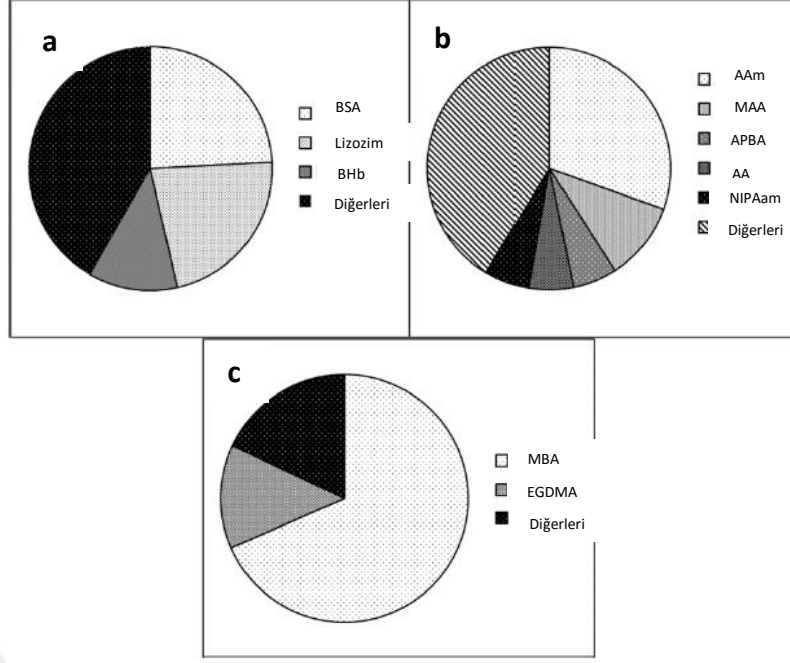 a
BSA
Lizozim
BHb
Diğerleri
b
AAm
MAA
APBA
AA
NIPAam
Diğerleri
c
MBA
EGDMA
Diğerleri